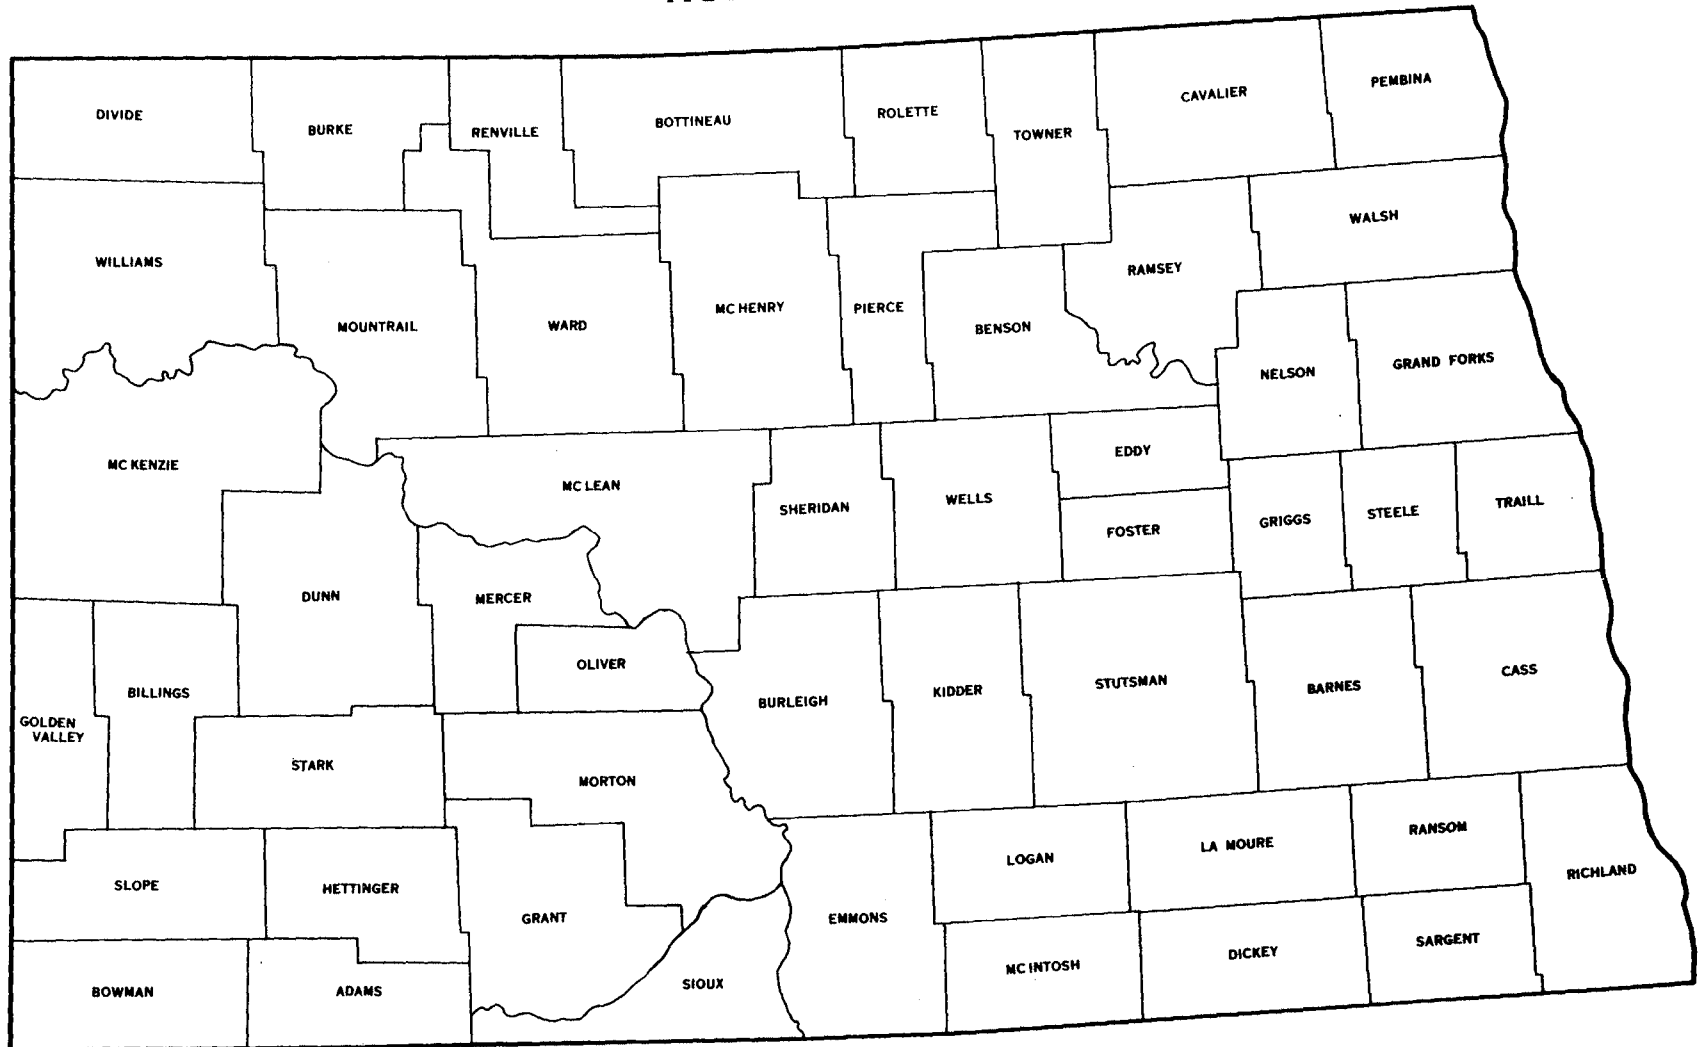 DIVIDE
BURKE
RENVILLE
BOTTINEAU
ROLETTE
TOWNER
CAVALIER
PEMBINA
WILLIAMS
MOUNTRAIL
WARD
MC HENRY
PIERCE
BENSON
RAMSEY
WALSH
NELSON
GRAND FORKS
MC KENZIE
DUNN
MC LEAN
MERCER
OLIVER
SHERIDAN
WELLS
EDDY
FOSTER
GRIGGS
STEELE
TRAILL
GOLDEN
VALLEY
BILLINGS
STARK
MORTON
BURLEIGH
KIDDER
STUTSMAN
BARNES
CASS
SLOPE
HETTINGER
GRANT
EMMONS
LOGAN
LA MOURE
RANSOM
RICHLAND
BOWMAN
ADAMS
SIOUX
MC INTOSH
DICKEY
SARGENT